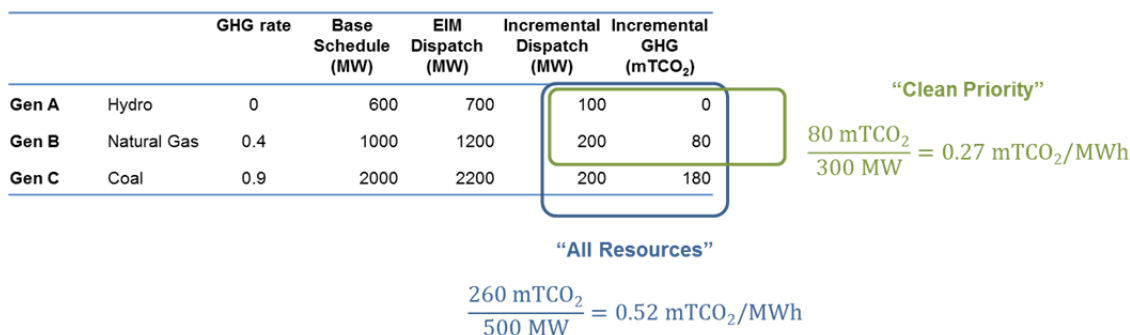 GHG rate Base Schedule (MW) EIM Dispatch (MW) Incremental Dispatch (MW) Incremental GHG (mTCO₂)
Gen A Hydro 0 600 700 100 0
Gen B Natural Gas 0.4 1000 1200 200 80
Gen C Coal 0.9 2000 2200 200 180
“Clean Priority”
80 mTCO₂ / 300 MW = 0.27 mTCO₂/MWh
“All Resources”
260 mTCO₂ / 500 MW = 0.52 mTCO₂/MWh